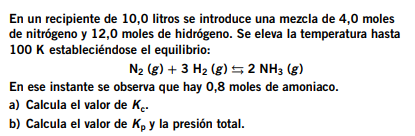 En un recipiente de 10,0 litros se introduce una mezcla de 4,0 moles
de nitrógeno y 12,0 moles de hidrógeno. Se eleva la temperatura hasta
100 K estableciéndose el equilibrio:
N₂ (g) + 3 H₂ (g) ⇆ 2 NH₃ (g)
En ese instante se observa que hay 0,8 moles de amoniaco.
a) Calcula el valor de Kc.
b) Calcula el valor de Kp y la presión total.